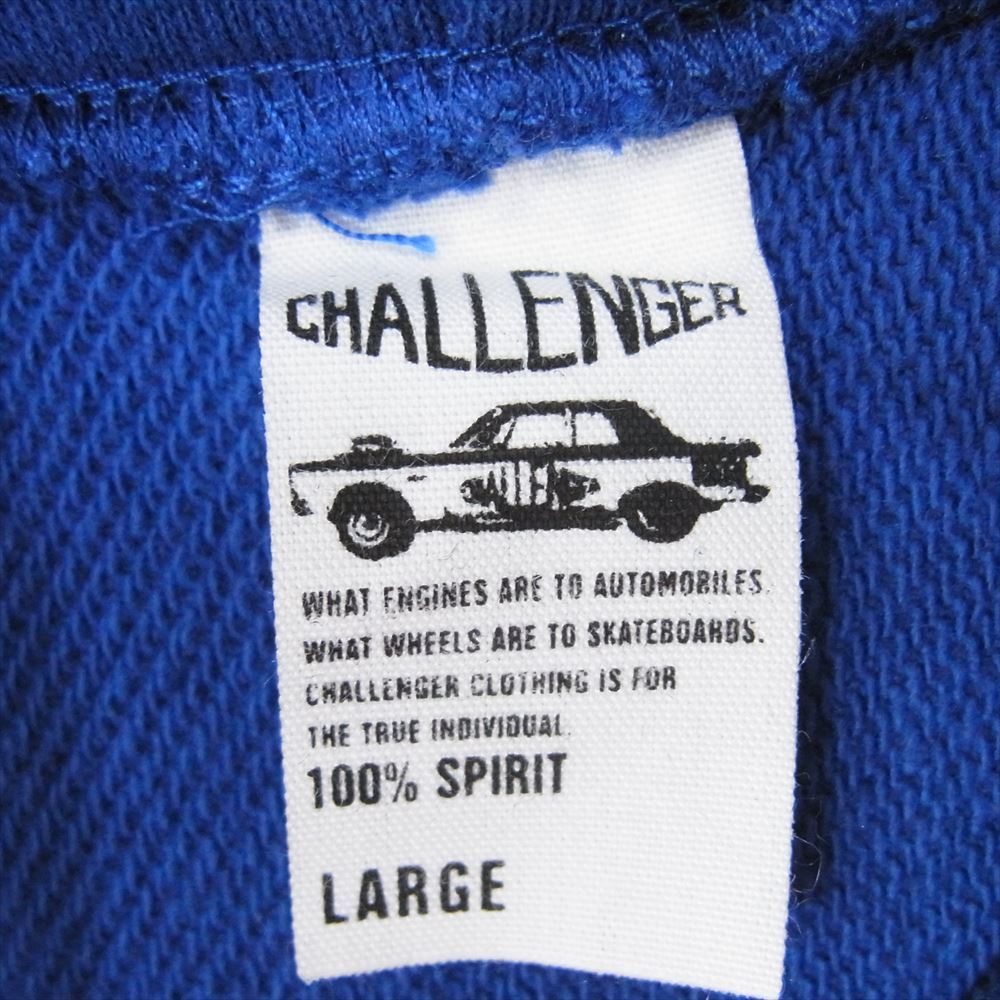 CHALLENGER
WHAT ENGINES ARE TO AUTOMOBILES.
WHAT WHEELS ARE TO SKATEBOARDS.
CHALLENGER CLOTHING IS FOR
THE TRUE INDIVIDUAL.
100% SPIRIT
LARGE